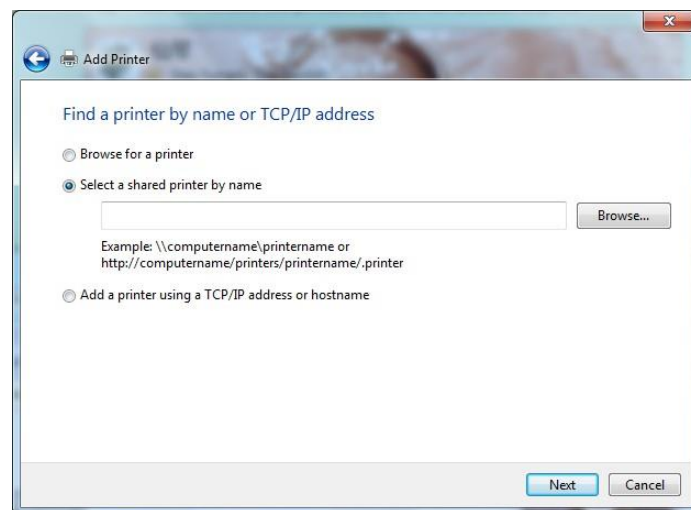 Add Printer
Find a printer by name or TCP/IP address
Browse for a printer
Select a shared printer by name
Browse...
Example: \\computername\printername or
http://computername/printers/printername/.printer
Add a printer using a TCP/IP address or hostname
Next
Cancel